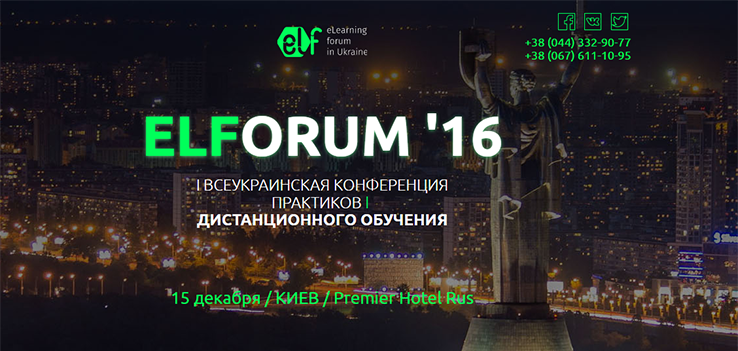 elf
eLearning
forum
in Ukraine
+38 (044) 332-90-77
+38 (067) 611-10-95
ELFORUM '16
I ВСЕУКРАИНСКАЯ КОНФЕРЕНЦИЯ
ПРАКТИКОВ |
ДИСТАНЦИОННОГО ОБУЧЕНИЯ
15 декабря / КИЕВ / Premier Hotel Rus